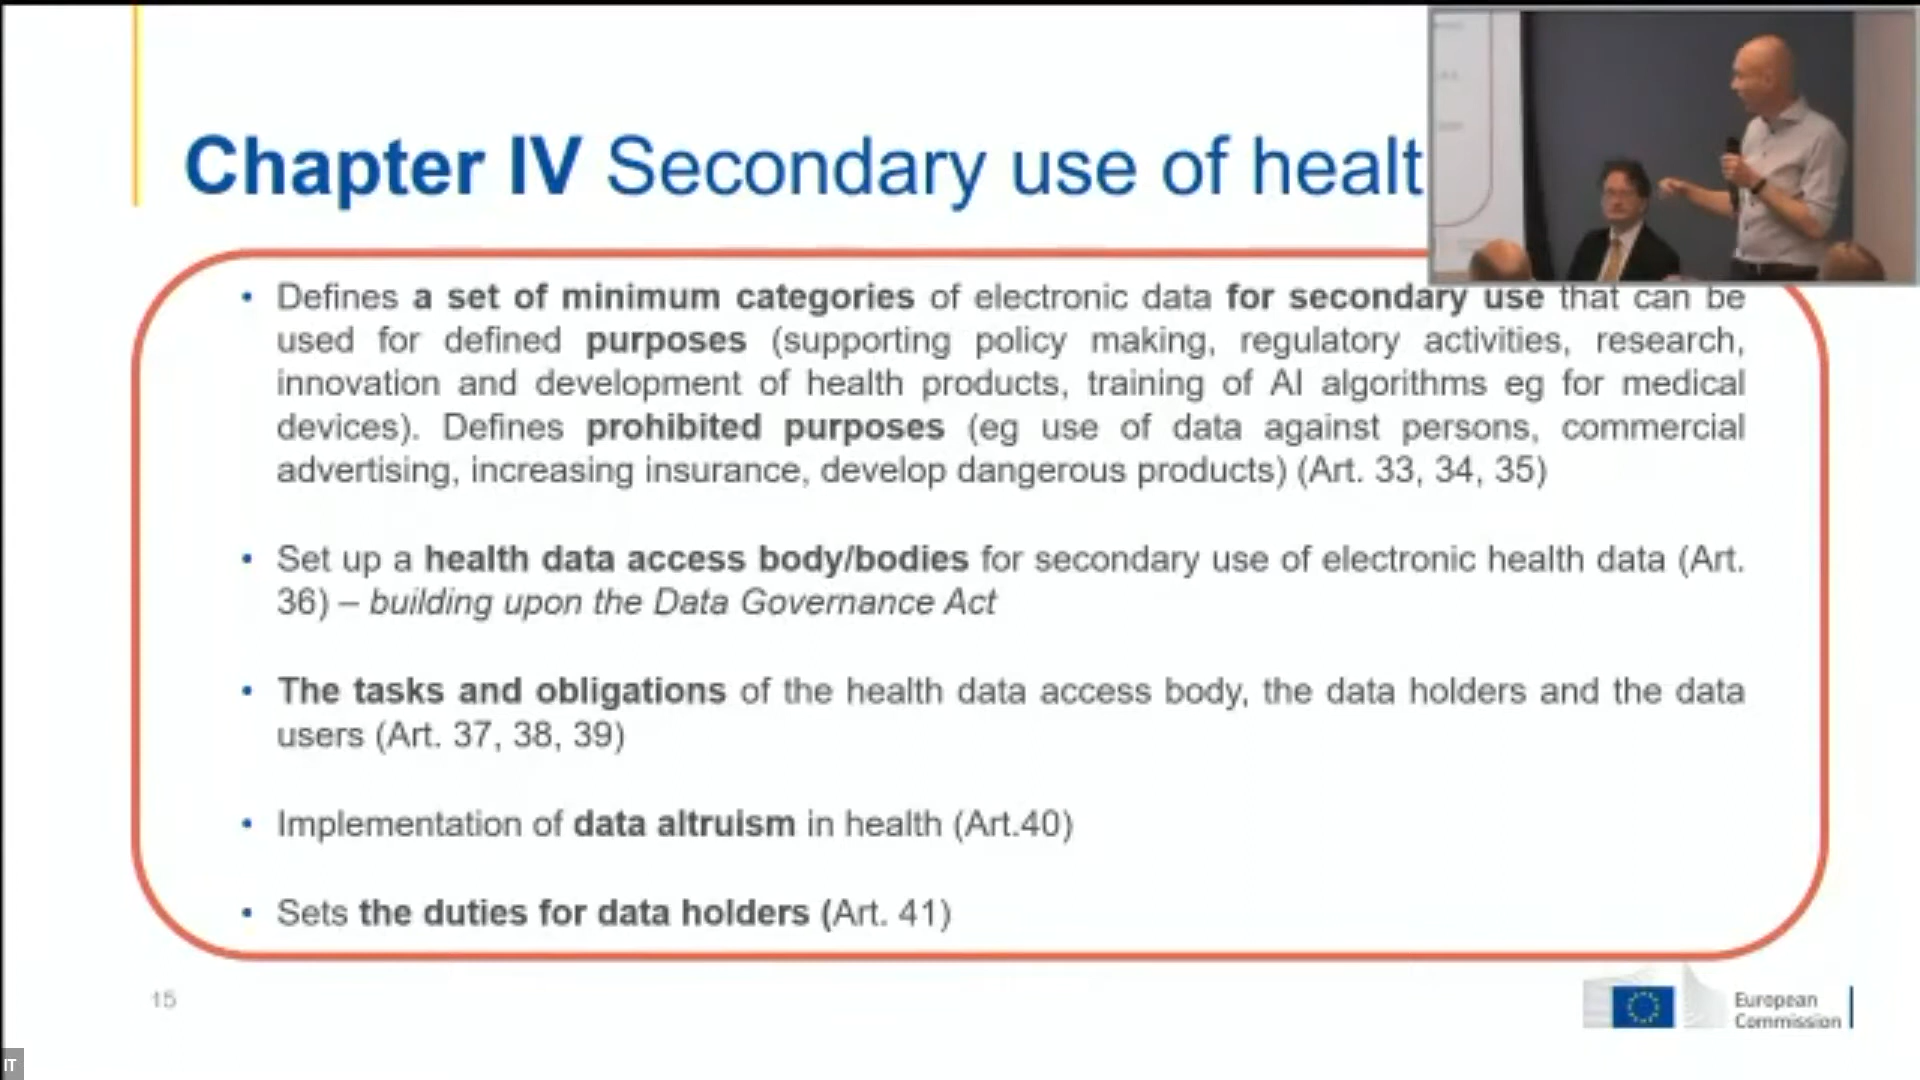 Chapter IV Secondary use of healt
• Defines a set of minimum categories of electronic data for secondary use that can be
used for defined purposes (supporting policy making, regulatory activities, research,
innovation and development of health products, training of AI algorithms eg for medical
devices). Defines prohibited purposes (eg use of data against persons, commercial
advertising, increasing insurance, develop dangerous products) (Art. 33, 34, 35)
• Set up a health data access body/bodies for secondary use of electronic health data (Art.
36) – building upon the Data Governance Act
• The tasks and obligations of the health data access body, the data holders and the data
users (Art. 37, 38, 39)
• Implementation of data altruism in health (Art.40)
• Sets the duties for data holders (Art. 41)
15
European
Commission
IT